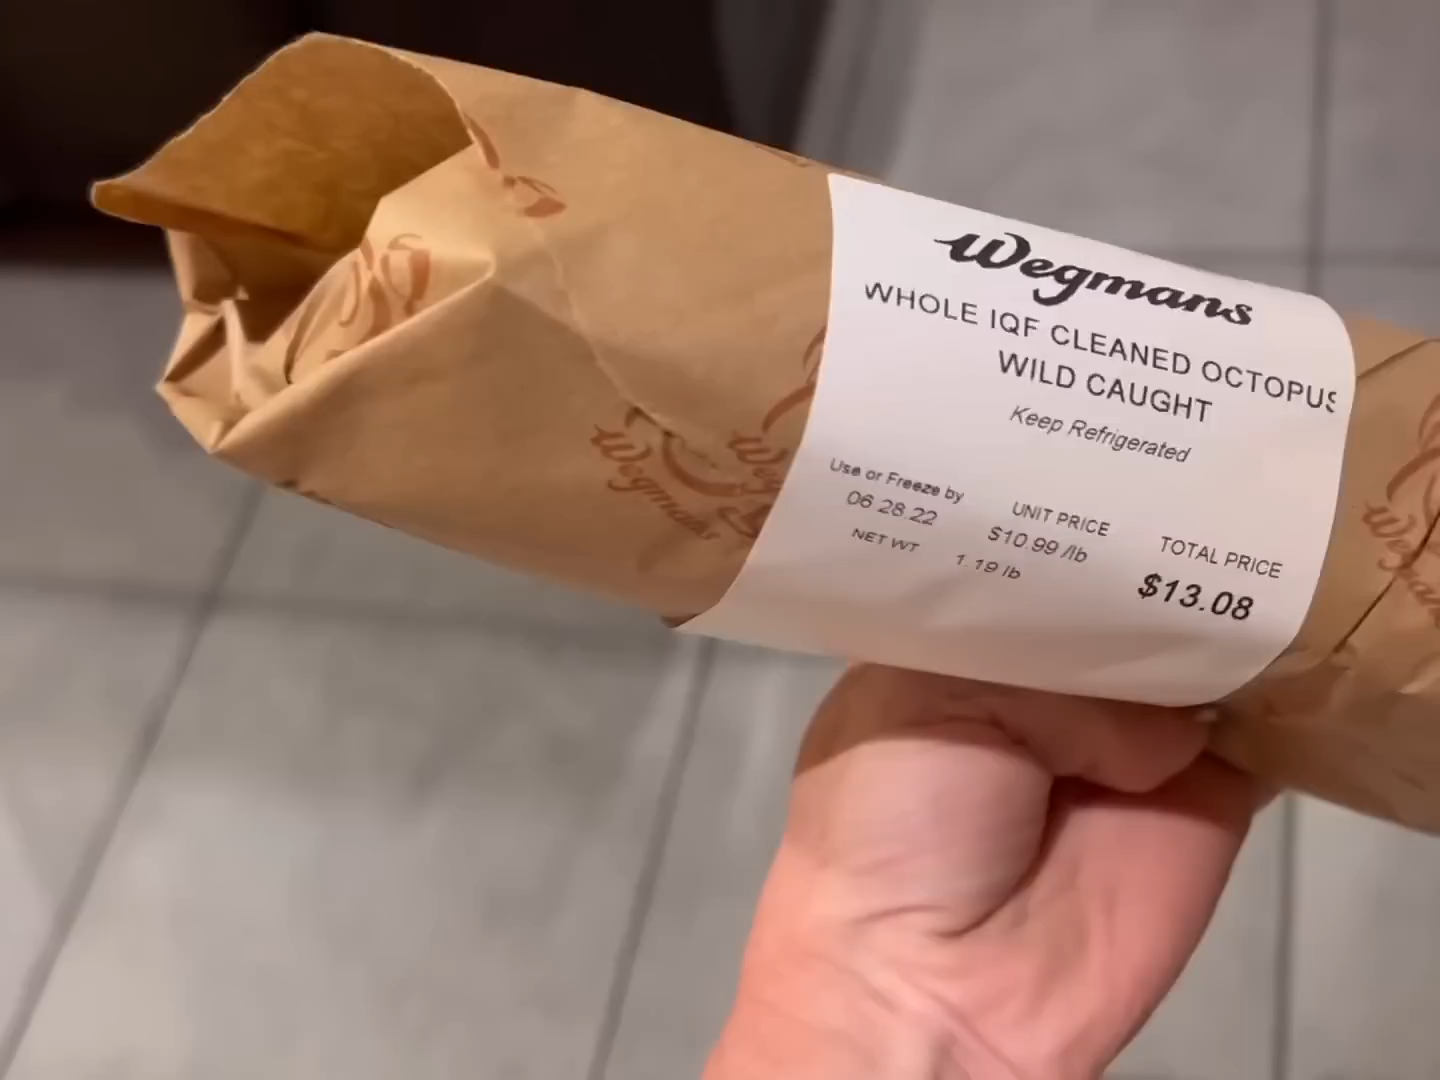 Wegmans
WHOLE IQF CLEANED OCTOPUS
WILD CAUGHT
Keep Refrigerated
Use or Freeze by
06 28 22
UNIT PRICE
$10.99 /lb
TOTAL PRICE
$13.08
NET WT
1.19 lb
Wegmans